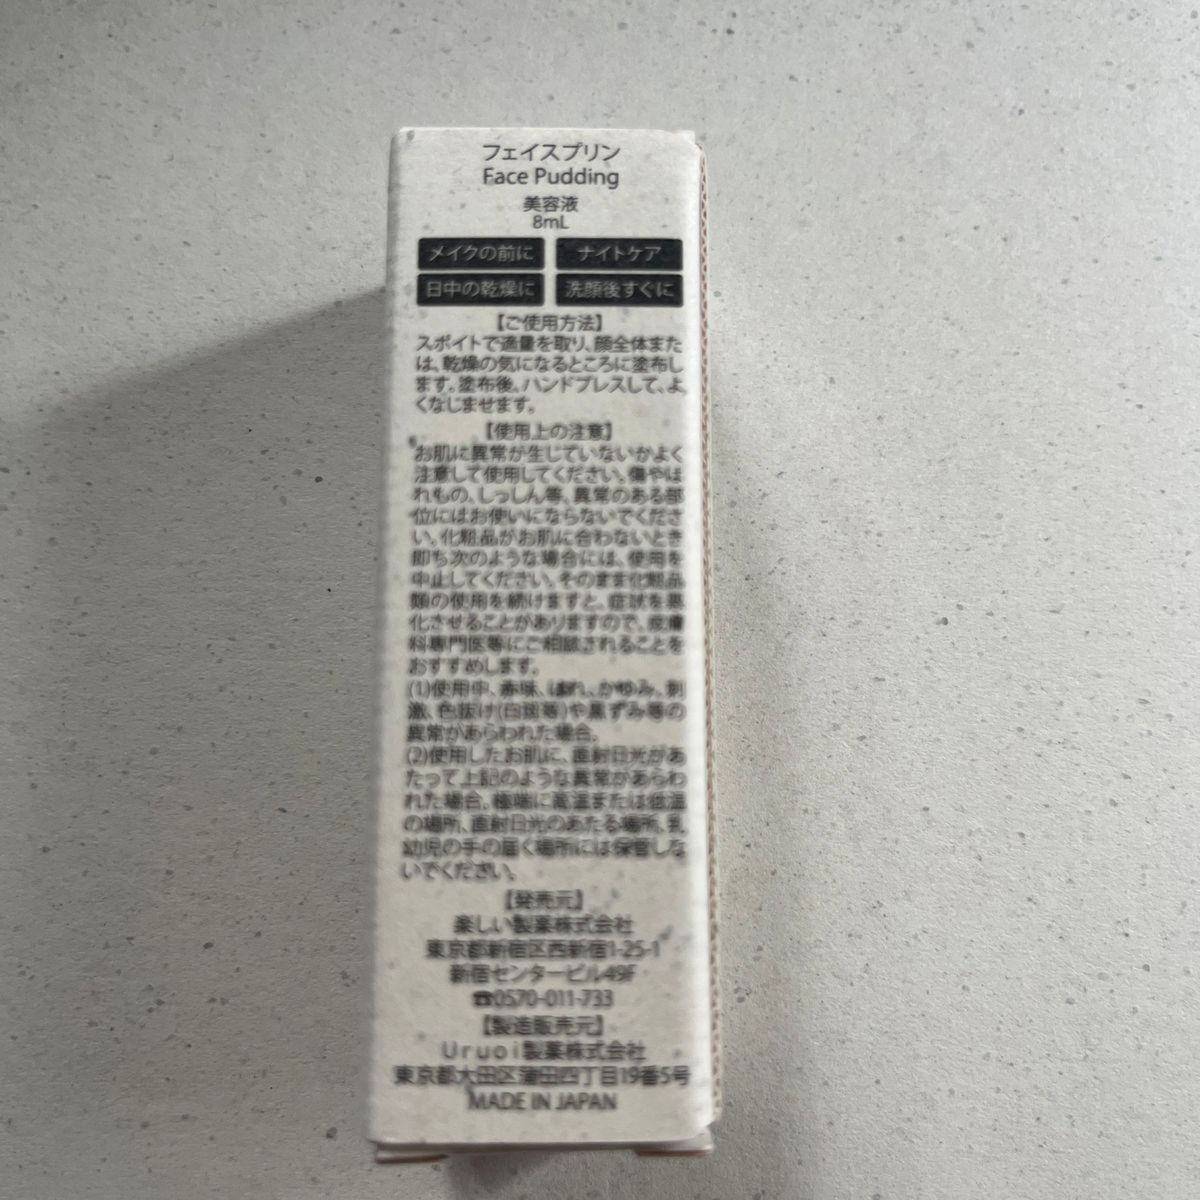 フェイスプリン
Face Pudding
美容液
8mL
メイクの前に
ナイトケア
日中の乾燥に
洗顔後すぐに
【ご使用方法】
スポイトで適量を取り、顔全体また
は、乾燥の気になるところに塗布し
ます。塗布後、ハンドプレスして、よ
くなじませます。
【使用上の注意】
お肌に異常が生じていないかよく
注意して使用してください。傷やは
れもの、しっしん等、異常のある部
位にはお使いにならないでくださ
い。化粧品がお肌に合わないとき
即ち次のような場合には、使用を
中止してください。そのまま化粧品
類の使用を続けますと、症状を悪
化させることがありますので、皮膚
科専門医等にご相談されることを
おすすめします。
(1)使用中、赤味、はれ、かゆみ、刺
激、色抜け(白斑等)や黒ずみ等の
異常があらわれた場合。
(2)使用したお肌に、直射日光があ
たって上記のような異常があらわ
れた場合。極端に高温または低温
の場所、直射日光のあたる場所、乳
幼児の手の届く場所には保管しな
いでください。
【発売元】
楽しい製薬株式会社
東京都新宿区西新宿1-25-1
新宿センタービル49F
☎0570-011-733
【製造販売元】
Uruoi製薬株式会社
東京都大田区蒲田四丁目19番5号
MADE IN JAPAN